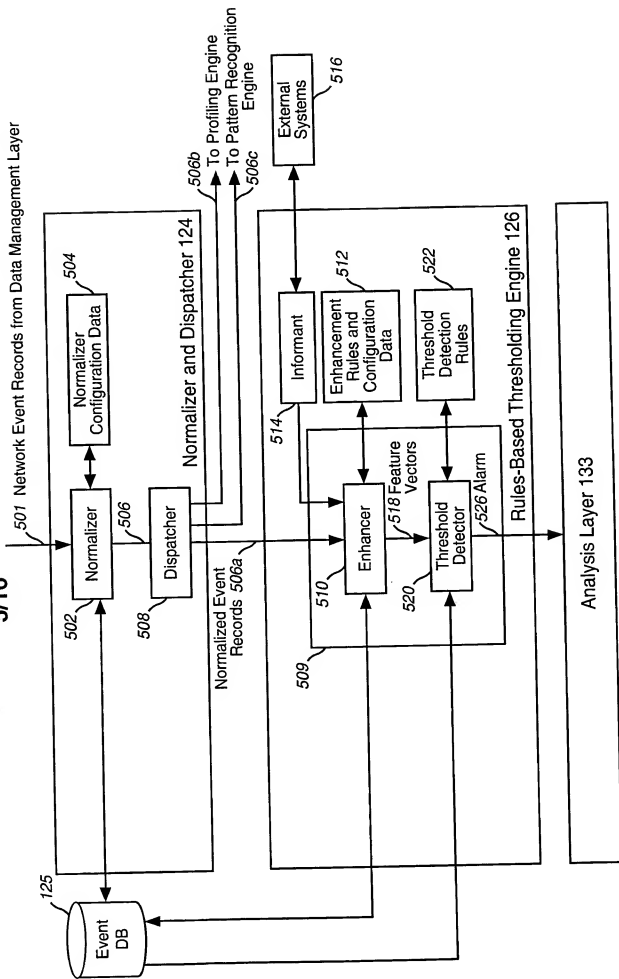 5/16
501 Network Event Records from Data Management Layer
504
Normalizer
Configuration Data
Normalizer
502
506
Dispatcher
508
Normalizer and Dispatcher 124
125
Event
DB
506b
To Profiling Engine
To Pattern Recognition
Engine
506c
Normalized Event
Records 506a
External
Systems
516
Informant
514
512
Enhancement
Rules and
Configuration
Data
522
Threshold
Detection
Rules
509
510
Enhancer
518 Feature
Vectors
520
Threshold
Detector
526 Alarm
Rules-Based Thresholding Engine 126
Analysis Layer 133